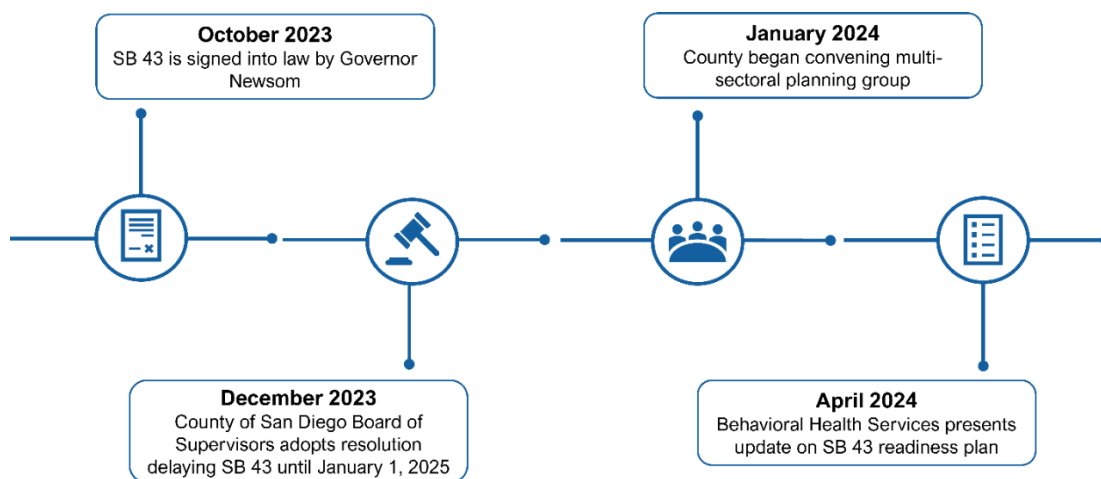 October 2023
SB 43 is signed into law by Governor
Newsom
December 2023
County of San Diego Board of
Supervisors adopts resolution
delaying SB 43 until January 1, 2025
January 2024
County began convening multi-
sectoral planning group
April 2024
Behavioral Health Services presents
update on SB 43 readiness plan